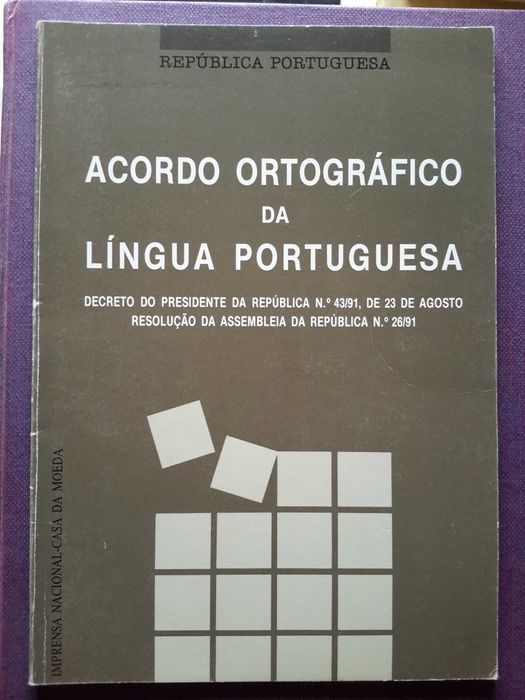 REPÚBLICA PORTUGUESA
ACORDO ORTOGRÁFICO
DA
LÍNGUA PORTUGUESA
DECRETO DO PRESIDENTE DA REPÚBLICA N.º 43/91, DE 23 DE AGOSTO
RESOLUÇÃO DA ASSEMBLEIA DA REPÚBLICA N.º 26/91
IMPRENSA NACIONAL-CASA DA MOEDA